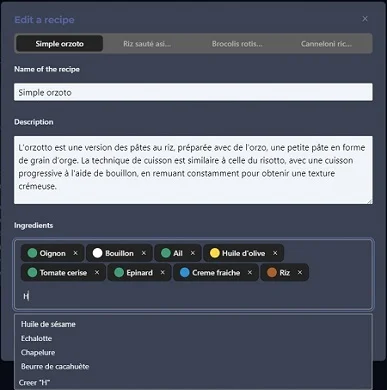 Edit a recipe ×
Simple orzoto Riz sauté asi... Brocolis rotis... Canneloni ric...
Name of the recipe
Simple orzoto
Description
L'orzotto est une version des pâtes au riz, préparée avec de l'orzo, une petite pâte en forme
de grain d'orge. La technique de cuisson est similaire à celle du risotto, avec une cuisson
progressive à l'aide de bouillon, en remuant constamment pour obtenir une texture
crémeuse.
Ingredients
Oignon × Bouillon × Ail × Huile d'olive ×
Tomate cerise × Epinard × Creme fraiche × Riz ×
H
Huile de sésame
Echalotte
Chapelure
Beurre de cacahuète
Creer "H"